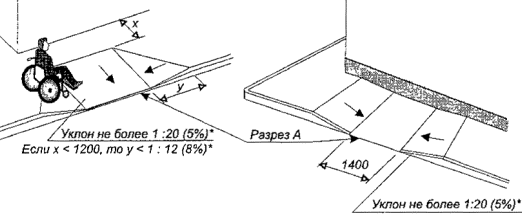 x
y
Уклон не более 1 :20 (5%)*
Если x < 1200, то y < 1 : 12 (8%)*
Разрез А
1400
Уклон не более 1:20 (5%)*